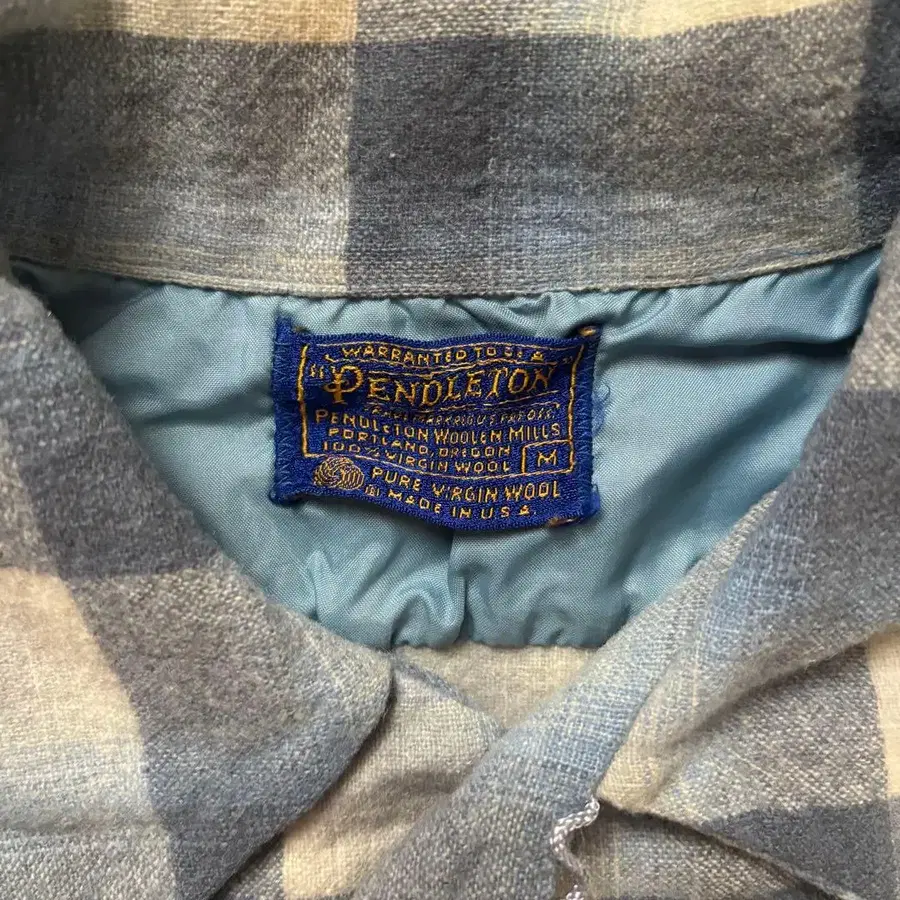 WARRANTED TO BE A
"PENDLETON"
PENDLETON WOOLEN MILLS
PORTLAND, OREGON
100% VIRGIN WOOL M
PURE VIRGIN WOOL
® MADE IN U.S.A.